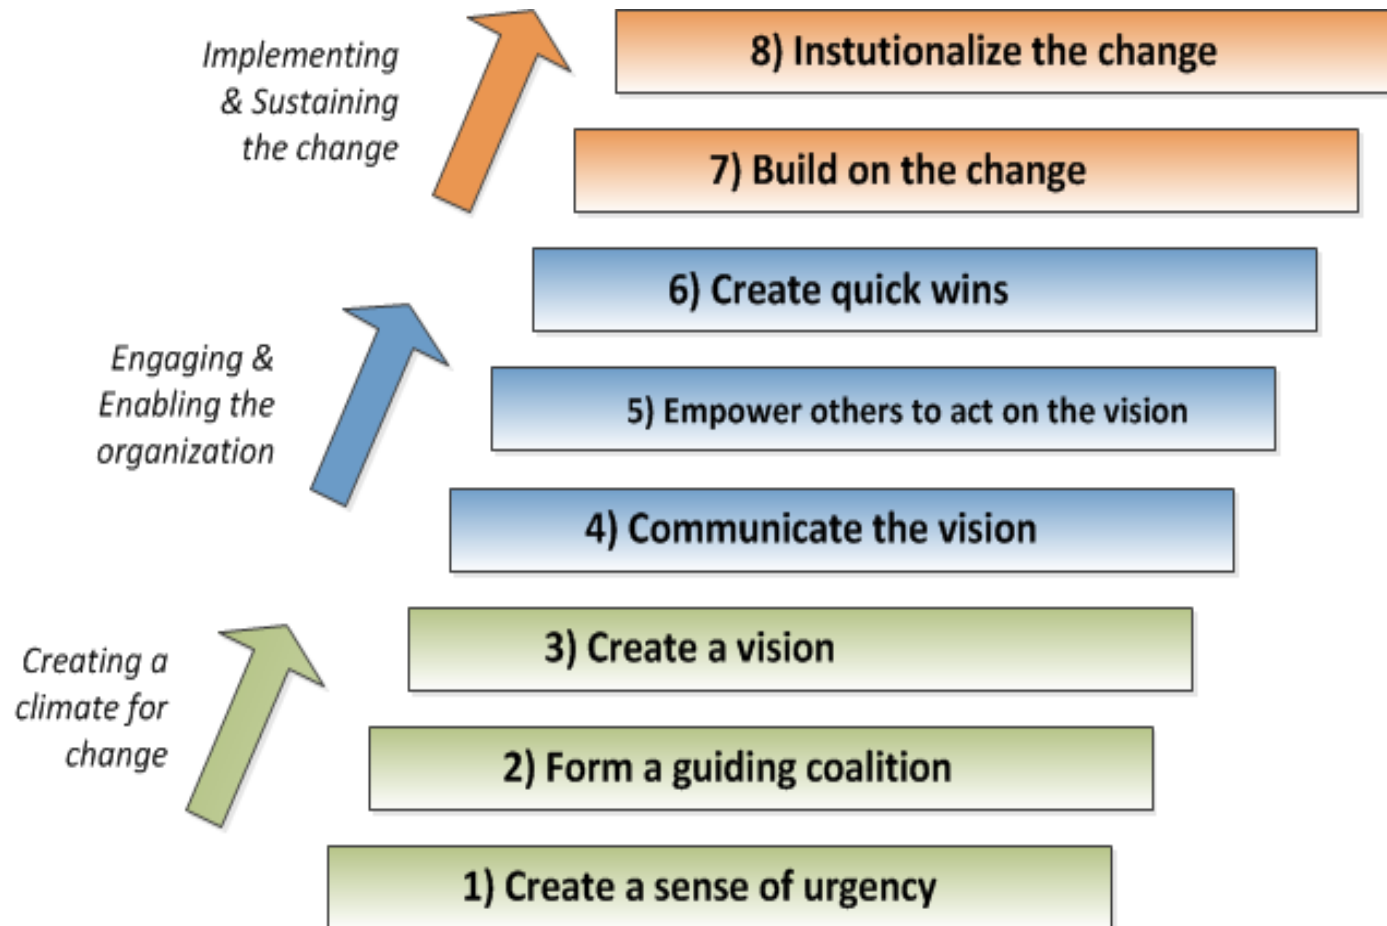 Implementing
& Sustaining
the change
8) Instutionalize the change
7) Build on the change
6) Create quick wins
Engaging &
Enabling the
organization
5) Empower others to act on the vision
4) Communicate the vision
3) Create a vision
Creating a
climate for
change
2) Form a guiding coalition
1) Create a sense of urgency